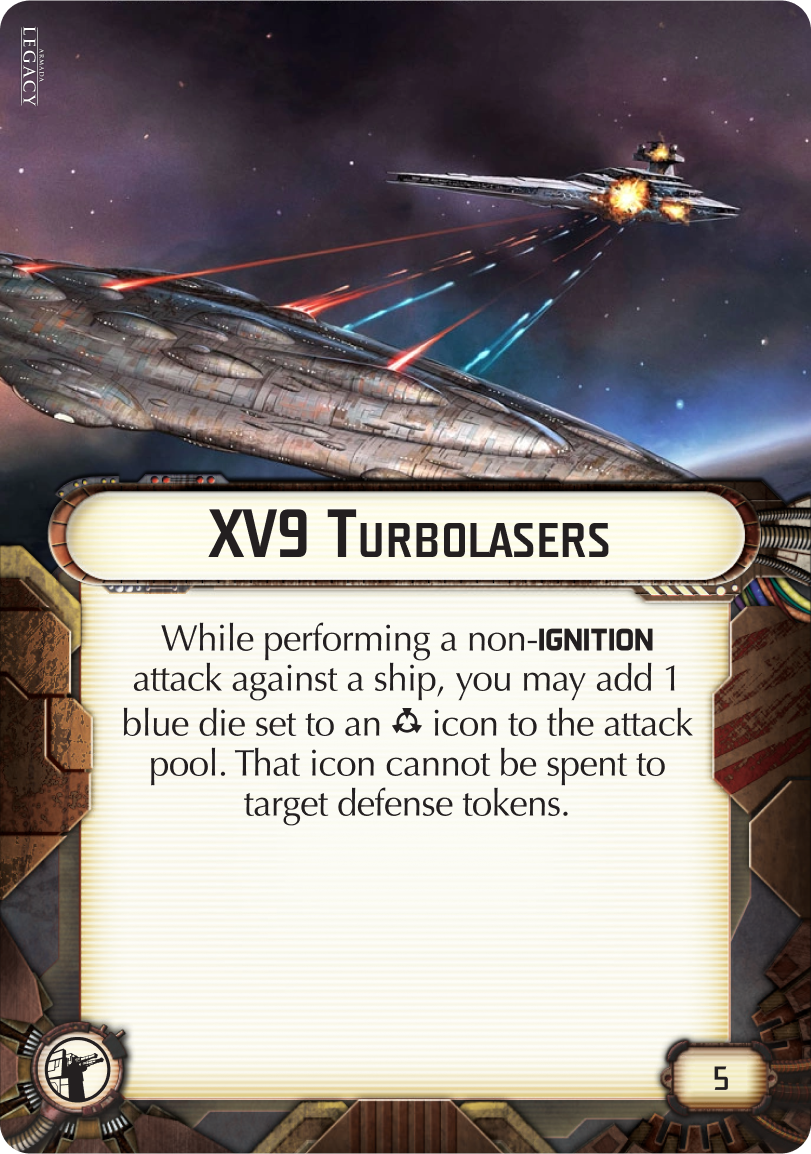 ARMADA
LEGACY
XV9 TURBOLASERS
While performing a non-IGNITION
attack against a ship, you may add 1
blue die set to an icon to the attack
pool. That icon cannot be spent to
target defense tokens.
5